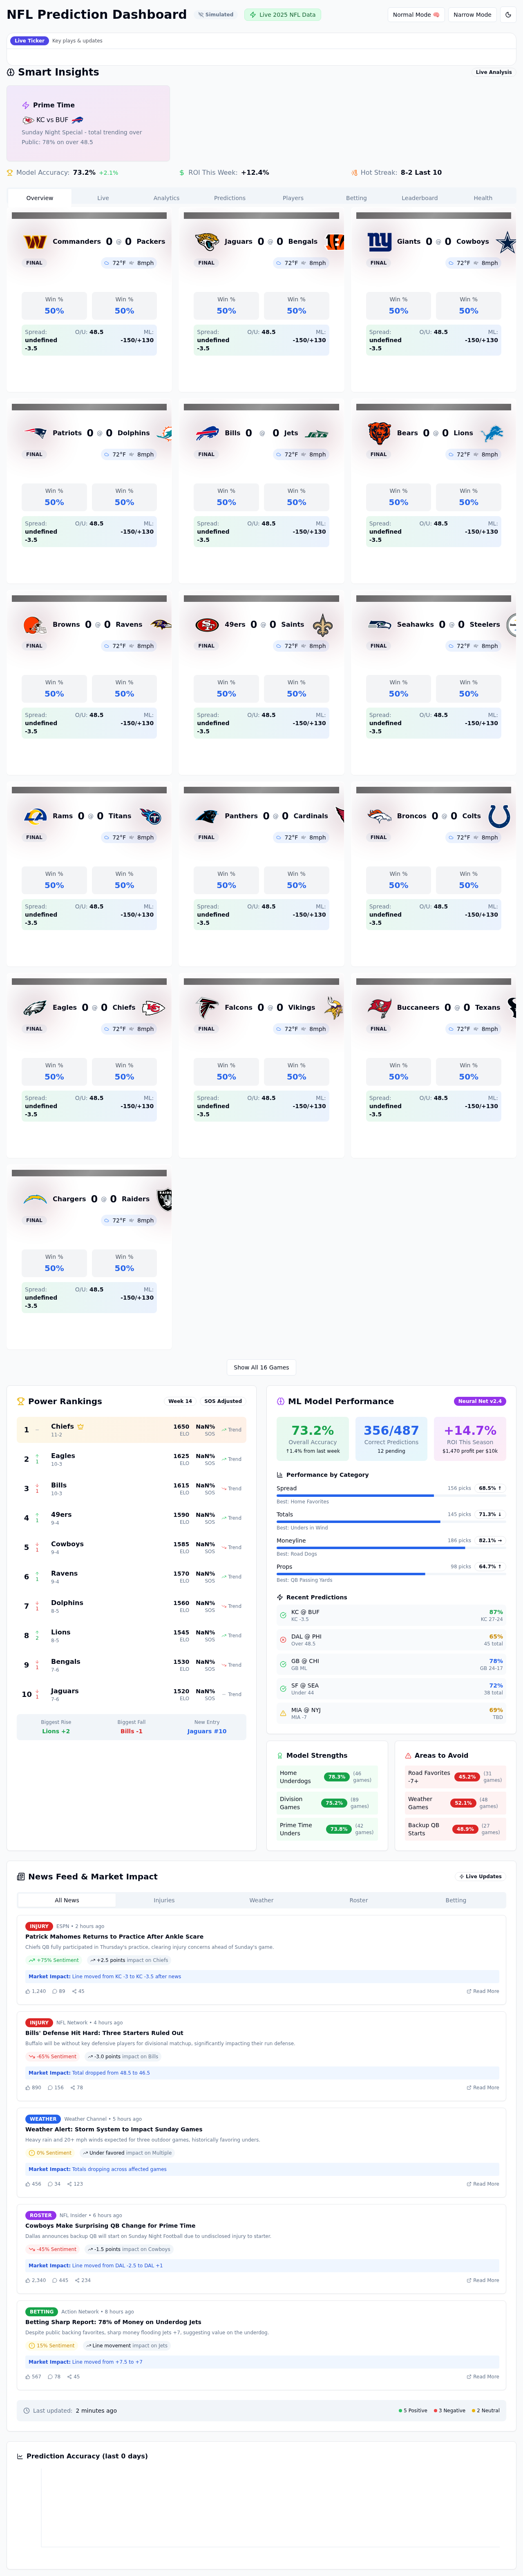 NFL Prediction Dashboard
Simulated
Live 2025 NFL Data
Normal Mode 🧠
Narrow Mode
Live Ticker
Key plays & updates
Smart Insights
Live Analysis
Prime Time
KC vs BUF
Sunday Night Special - total trending over
Public: 78% on over 48.5
Model Accuracy: 73.2% +2.1%
ROI This Week: +12.4%
Hot Streak: 8-2 Last 10
Overview Live Analytics Predictions Players Betting Leaderboard Health
Commanders 0 @ 0 Packers
FINAL 72°F 8mph
Win % Win %
50% 50%
Spread: undefined -3.5 O/U: 48.5 ML: -150/+130
Jaguars 0 @ 0 Bengals
FINAL 72°F 8mph
Win % Win %
50% 50%
Spread: undefined -3.5 O/U: 48.5 ML: -150/+130
Giants 0 @ 0 Cowboys
FINAL 72°F 8mph
Win % Win %
50% 50%
Spread: undefined -3.5 O/U: 48.5 ML: -150/+130
Patriots 0 @ 0 Dolphins
FINAL 72°F 8mph
Win % Win %
50% 50%
Spread: undefined -3.5 O/U: 48.5 ML: -150/+130
Bills 0 @ 0 Jets
JETS
FINAL 72°F 8mph
Win % Win %
50% 50%
Spread: undefined -3.5 O/U: 48.5 ML: -150/+130
Bears 0 @ 0 Lions
FINAL 72°F 8mph
Win % Win %
50% 50%
Spread: undefined -3.5 O/U: 48.5 ML: -150/+130
Browns 0 @ 0 Ravens
FINAL 72°F 8mph
Win % Win %
50% 50%
Spread: undefined -3.5 O/U: 48.5 ML: -150/+130
49ers 0 @ 0 Saints
FINAL 72°F 8mph
Win % Win %
50% 50%
Spread: undefined -3.5 O/U: 48.5 ML: -150/+130
Seahawks 0 @ 0 Steelers
FINAL 72°F 8mph
Win % Win %
50% 50%
Spread: undefined -3.5 O/U: 48.5 ML: -150/+130
Rams 0 @ 0 Titans
FINAL 72°F 8mph
Win % Win %
50% 50%
Spread: undefined -3.5 O/U: 48.5 ML: -150/+130
Panthers 0 @ 0 Cardinals
FINAL 72°F 8mph
Win % Win %
50% 50%
Spread: undefined -3.5 O/U: 48.5 ML: -150/+130
Broncos 0 @ 0 Colts
FINAL 72°F 8mph
Win % Win %
50% 50%
Spread: undefined -3.5 O/U: 48.5 ML: -150/+130
Eagles 0 @ 0 Chiefs
FINAL 72°F 8mph
Win % Win %
50% 50%
Spread: undefined -3.5 O/U: 48.5 ML: -150/+130
Falcons 0 @ 0 Vikings
FINAL 72°F 8mph
Win % Win %
50% 50%
Spread: undefined -3.5 O/U: 48.5 ML: -150/+130
Buccaneers 0 @ 0 Texans
FINAL 72°F 8mph
Win % Win %
50% 50%
Spread: undefined -3.5 O/U: 48.5 ML: -150/+130
Chargers 0 @ 0 Raiders
FINAL 72°F 8mph
Win % Win %
50% 50%
Spread: undefined -3.5 O/U: 48.5 ML: -150/+130
Show All 16 Games
Power Rankings
Week 14 SOS Adjusted
1 Chiefs 11-2 1650 ELO NaN% SOS Trend
2 1 Eagles 10-3 1625 ELO NaN% SOS Trend
3 1 Bills 10-3 1615 ELO NaN% SOS Trend
4 1 49ers 9-4 1590 ELO NaN% SOS Trend
5 1 Cowboys 9-4 1585 ELO NaN% SOS Trend
6 1 Ravens 9-4 1570 ELO NaN% SOS Trend
7 1 Dolphins 8-5 1560 ELO NaN% SOS Trend
8 2 Lions 8-5 1545 ELO NaN% SOS Trend
9 1 Bengals 7-6 1530 ELO NaN% SOS Trend
10 1 Jaguars 7-6 1520 ELO NaN% SOS Trend
Biggest Rise Biggest Fall New Entry
Lions +2 Bills -1 Jaguars #10
ML Model Performance
Neural Net v2.4
73.2% 356/487 +14.7%
Overall Accuracy Correct Predictions ROI This Season
↑1.4% from last week 12 pending $1,470 profit per $10k
Performance by Category
Spread 156 picks 68.5% ↑
Best: Home Favorites
Totals 145 picks 71.3% ↓
Best: Unders in Wind
Moneyline 186 picks 82.1% →
Best: Road Dogs
Props 98 picks 64.7% ↑
Best: QB Passing Yards
Recent Predictions
KC @ BUF 87%
KC -3.5 KC 27-24
DAL @ PHI 65%
Over 48.5 45 total
GB @ CHI 78%
GB ML GB 24-17
SF @ SEA 72%
Under 44 38 total
MIA @ NYJ 69%
MIA -7 TBD
Model Strengths
Home Underdogs 78.3% (46 games)
Division Games 75.2% (89 games)
Prime Time Unders 73.8% (42 games)
Areas to Avoid
Road Favorites -7+ 45.2% (31 games)
Weather Games 52.1% (48 games)
Backup QB Starts 48.9% (27 games)
News Feed & Market Impact
Live Updates
All News Injuries Weather Roster Betting
INJURY ESPN • 2 hours ago
Patrick Mahomes Returns to Practice After Ankle Scare
Chiefs QB fully participated in Thursday's practice, clearing injury concerns ahead of Sunday's game.
+75% Sentiment +2.5 points impact on Chiefs
Market Impact: Line moved from KC -3 to KC -3.5 after news
1,240 89 45 Read More
INJURY NFL Network • 4 hours ago
Bills' Defense Hit Hard: Three Starters Ruled Out
Buffalo will be without key defensive players for divisional matchup, significantly impacting their run defense.
-65% Sentiment -3.0 points impact on Bills
Market Impact: Total dropped from 48.5 to 46.5
890 156 78 Read More
WEATHER Weather Channel • 5 hours ago
Weather Alert: Storm System to Impact Sunday Games
Heavy rain and 20+ mph winds expected for three outdoor games, historically favoring unders.
0% Sentiment Under favored impact on Multiple
Market Impact: Totals dropping across affected games
456 34 123 Read More
ROSTER NFL Insider • 6 hours ago
Cowboys Make Surprising QB Change for Prime Time
Dallas announces backup QB will start on Sunday Night Football due to undisclosed injury to starter.
-45% Sentiment -1.5 points impact on Cowboys
Market Impact: Line moved from DAL -2.5 to DAL +1
2,340 445 234 Read More
BETTING Action Network • 8 hours ago
Betting Sharp Report: 78% of Money on Underdog Jets
Despite public backing favorites, sharp money flooding Jets +7, suggesting value on the underdog.
15% Sentiment Line movement impact on Jets
Market Impact: Line moved from +7.5 to +7
567 78 45 Read More
Last updated: 2 minutes ago
5 Positive 3 Negative 2 Neutral
Prediction Accuracy (last 0 days)